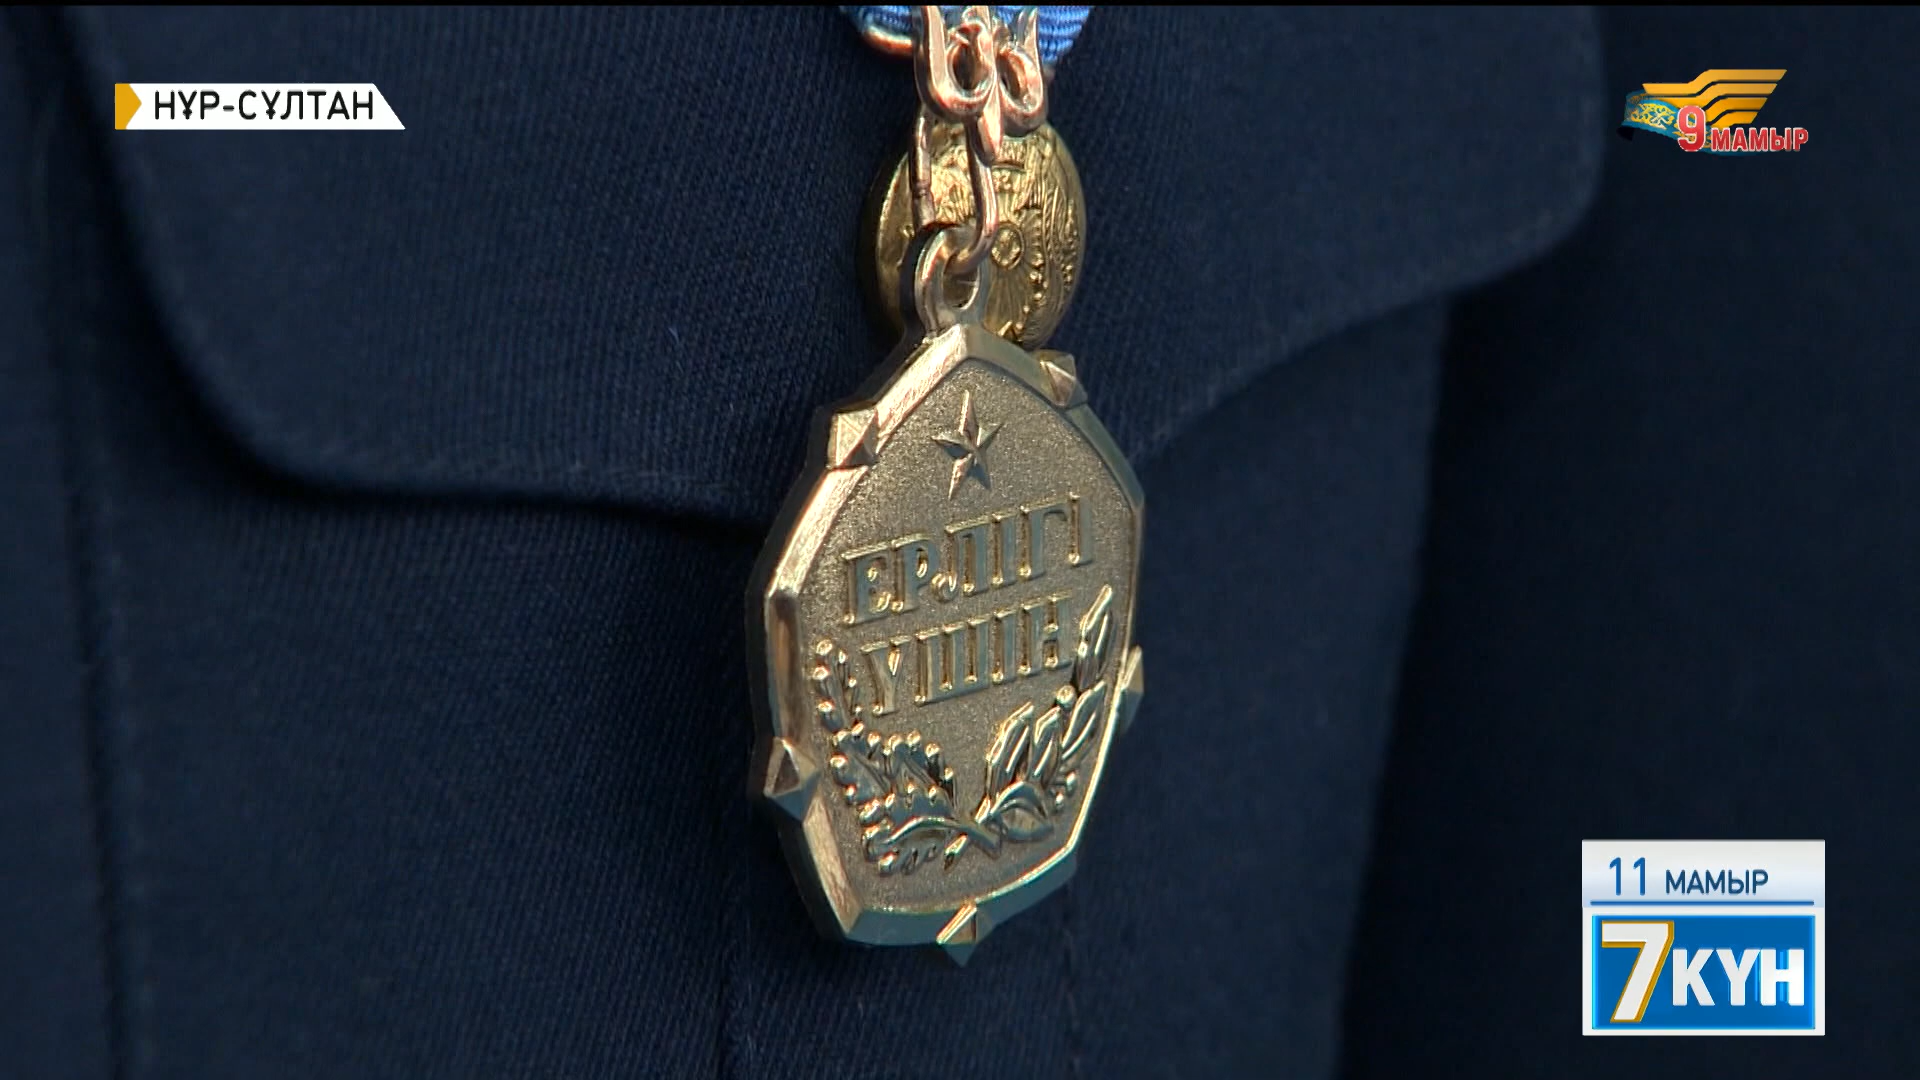 НҰР-СҰЛТАН
9 МАМЫР
ЕРЛІГІ
ҮШІН
11 МАМЫР
7КҮН